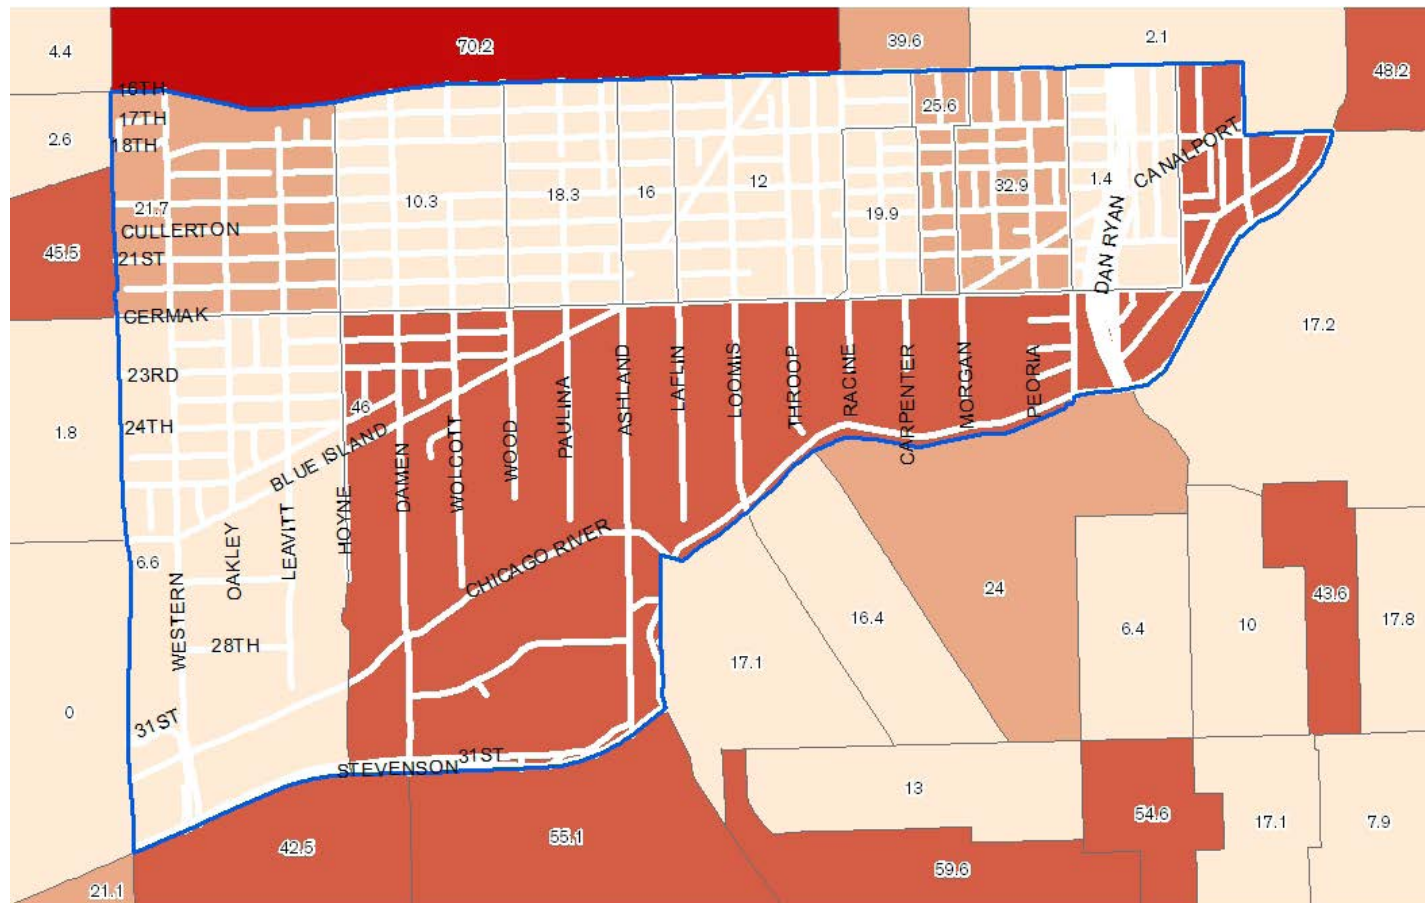 4.4
70.2
39.6
2.1
48.2
16TH
17TH
18TH
2.6
25.6
CANALPORT
21.7
10.3
18.3
16
12
19.9
32.9
1.4
CULLERTON
45.5
21ST
DAN RYAN
CERMAK
17.2
23RD
46
24TH
1.8
BLUE ISLAND
HOYNE
DAMEN
WOLCOTT
WOOD
PAULINA
ASHLAND
LAFLIN
LOOMIS
THROOP
RACINE
CARPENTER
MORGAN
PEORIA
6.6
WESTERN
OAKLEY
LEAVITT
CHICAGO RIVER
28TH
24
43.6
16.4
6.4
10
17.8
17.1
0
31ST
31ST
STEVENSON
13
54.6
17.1
7.9
42.5
55.1
59.6
21.1